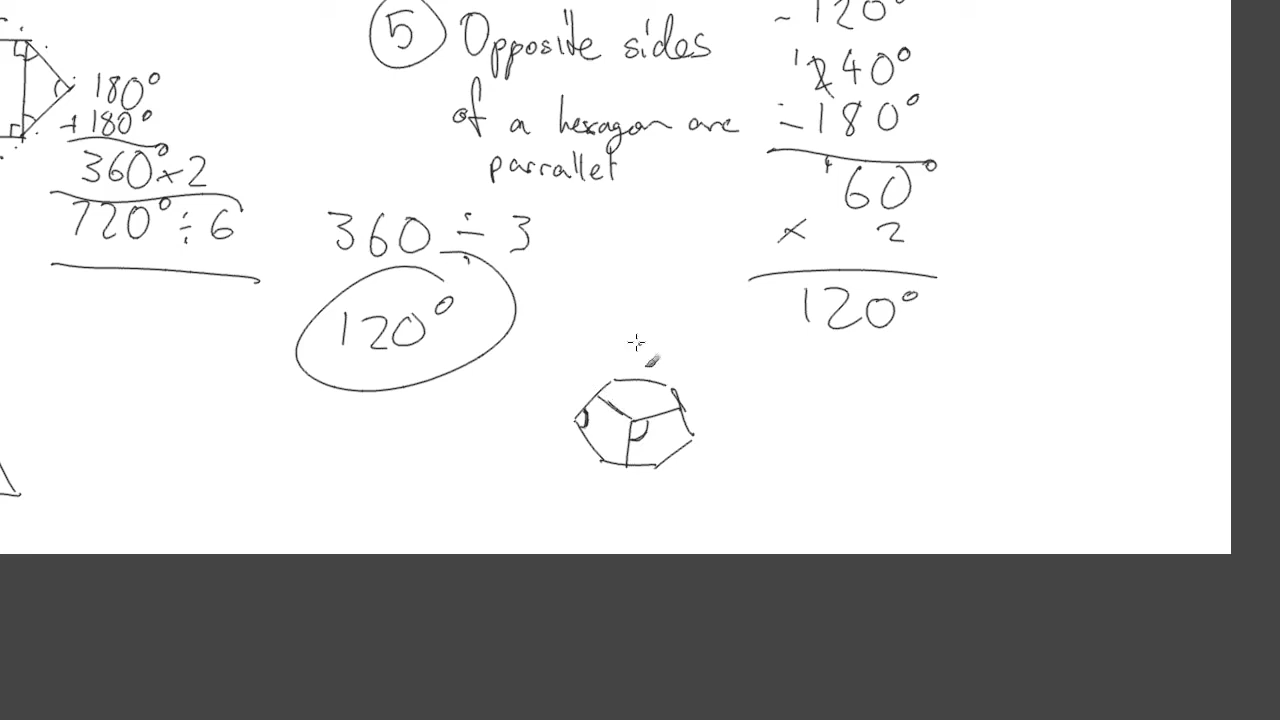 180°
+180°
360°×2
720°÷6
5 Opposite sides
of a hexagon are
parrallel
360 ÷ 3
120°
-120°
240°
-180°
60°
× 2
120°